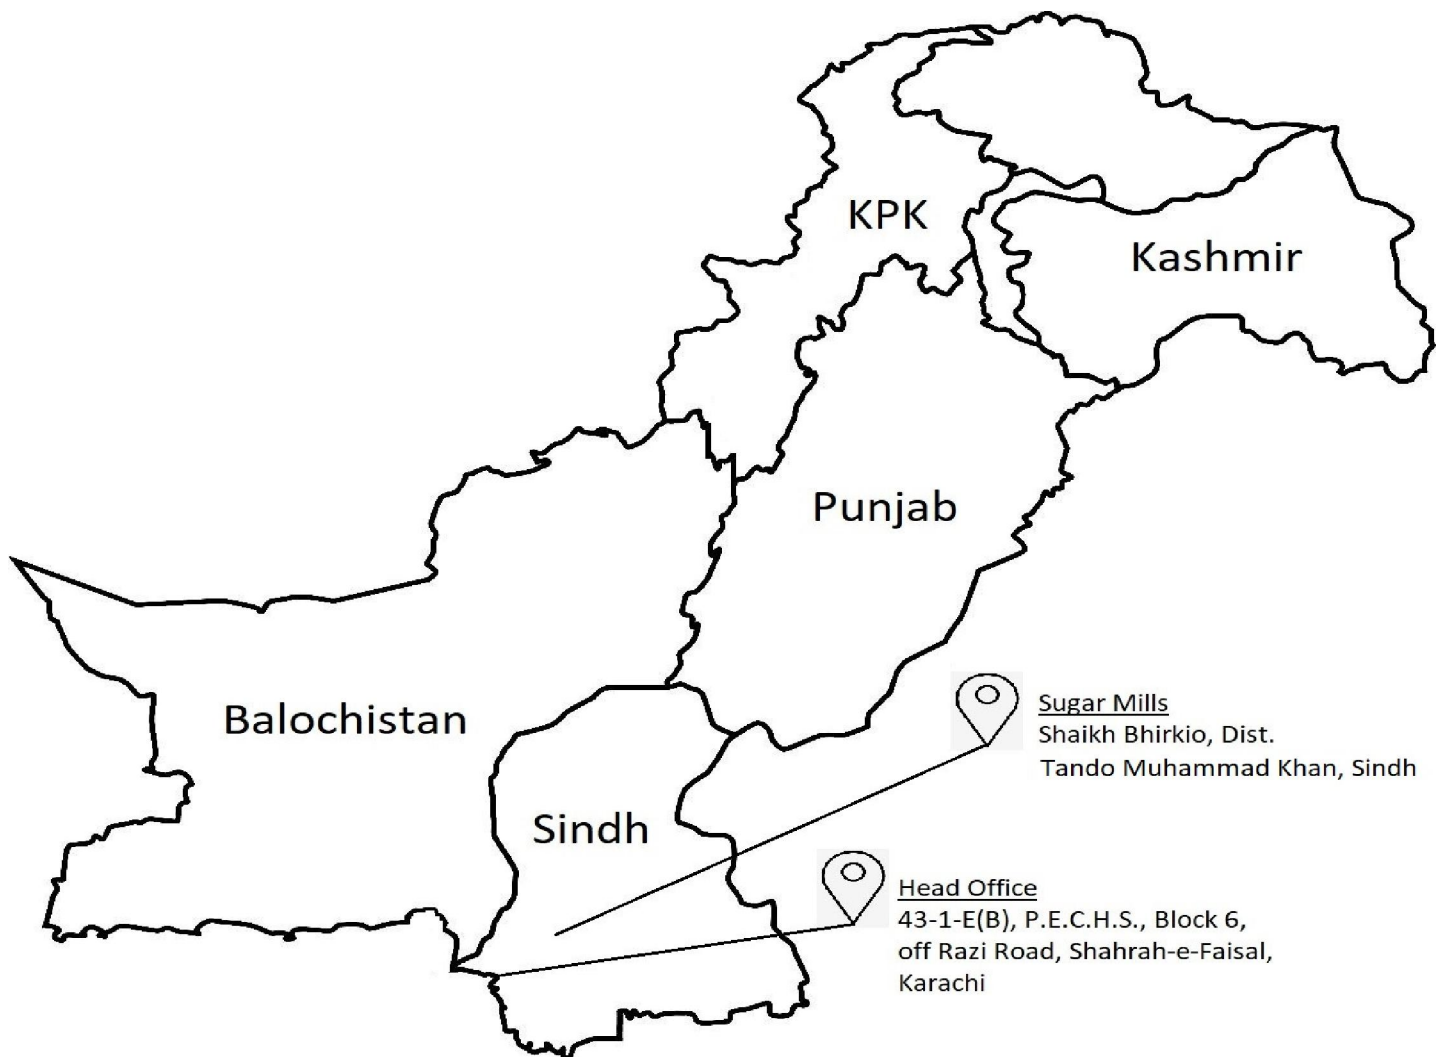 KPK
Kashmir
Punjab
Balochistan
Sindh
Sugar Mills
Shaikh Bhirkio, Dist.
Tando Muhammad Khan, Sindh
Head Office
43-1-E(B), P.E.C.H.S., Block 6,
off Razi Road, Shahrah-e-Faisal,
Karachi